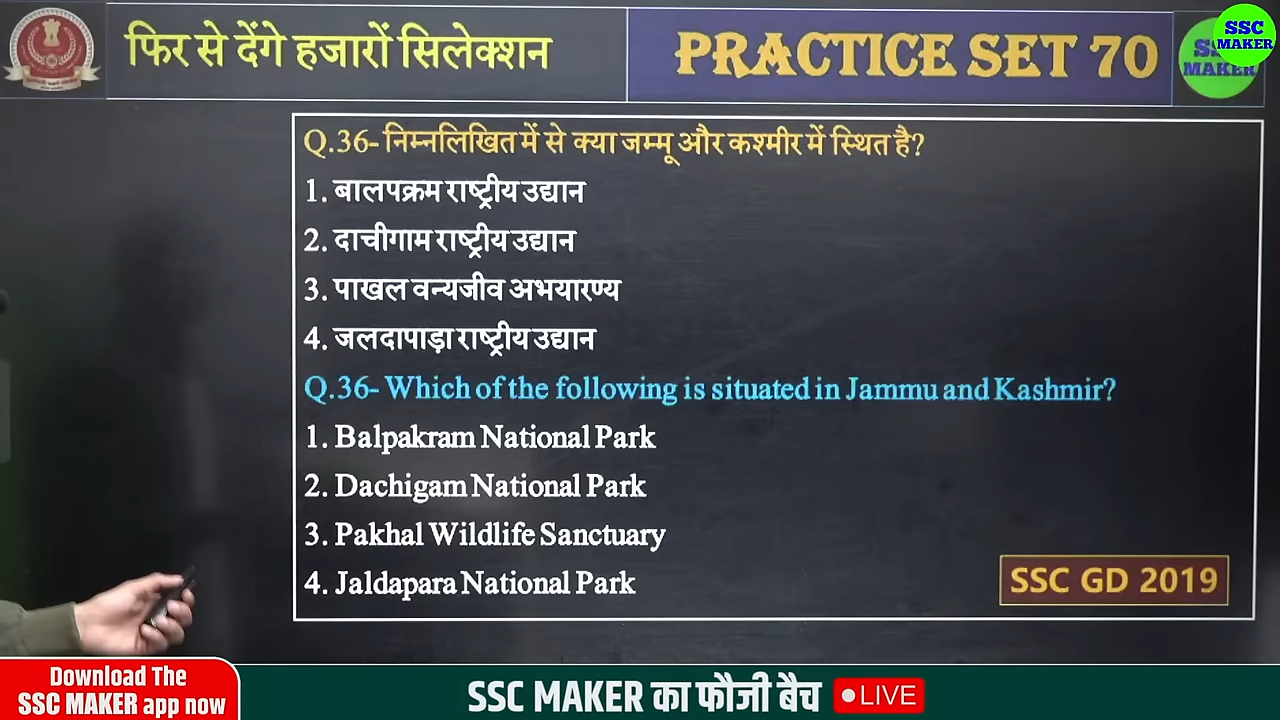 फिर से देंगे हजारों सिलेक्शन
PRACTICE SET 70
SSC
MAKER
MAKER
Q.36- निम्नलिखित में से क्या जम्मू और कश्मीर में स्थित है?
1. बालपक्रम राष्ट्रीय उद्यान
2. दाचीगाम राष्ट्रीय उद्यान
3. पाखल वन्यजीव अभयारण्य
4. जलदापाड़ा राष्ट्रीय उद्यान
Q.36- Which of the following is situated in Jammu and Kashmir?
1. Balpakram National Park
2. Dachigam National Park
3. Pakhal Wildlife Sanctuary
4. Jaldapara National Park
SSC GD 2019
Download The
SSC MAKER app now
SSC MAKER का फौजी बैच
LIVE